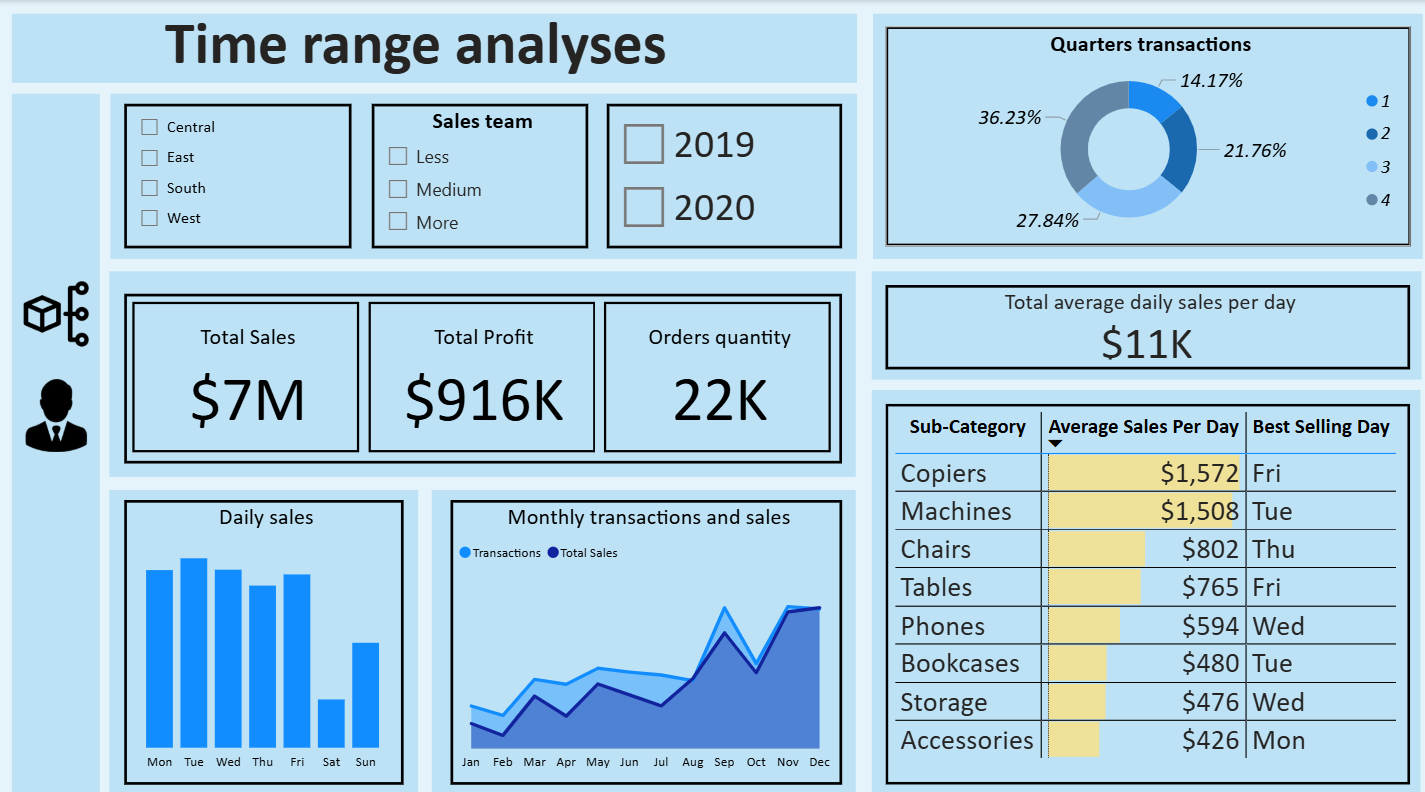 Time range analyses
Central
East
South
West
Sales team
Less
Medium
More
2019
2020
Quarters transactions
14.17%
36.23%
21.76%
27.84%
1
2
3
4
Total Sales
$7M
Total Profit
$916K
Orders quantity
22K
Total average daily sales per day
$11K
Daily sales
Mon Tue Wed Thu Fri Sat Sun
Monthly transactions and sales
Transactions Total Sales
Jan Feb Mar Apr May Jun Jul Aug Sep Oct Nov Dec
Sub-Category Average Sales Per Day Best Selling Day
Copiers $1,572 Fri
Machines $1,508 Tue
Chairs $802 Thu
Tables $765 Fri
Phones $594 Wed
Bookcases $480 Tue
Storage $476 Wed
Accessories $426 Mon